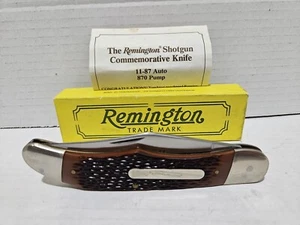 The Remington® Shotgun
Commemorative Knife
11-87 Auto
870 Pump
Remington®
TRADE MARK